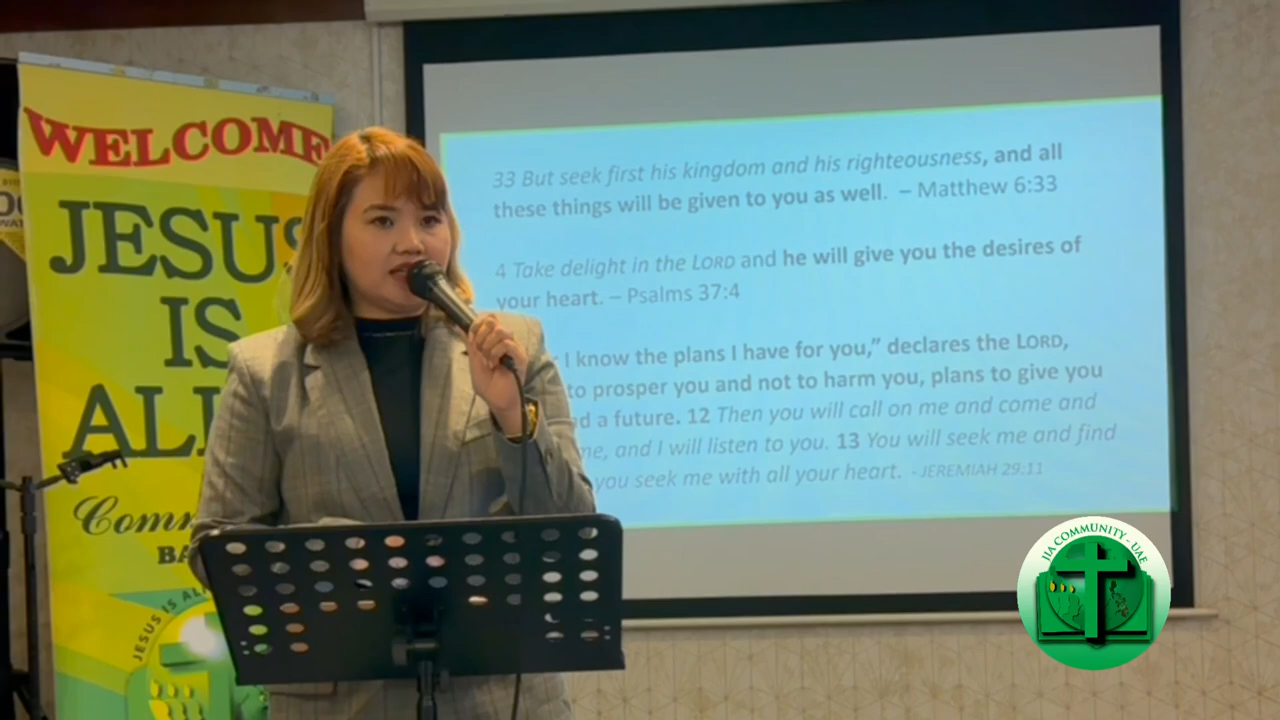 WELCOME
JESUS
IS
ALL
Comm
BA
JESUS IS AL
33 But seek first his kingdom and his righteousness, and all
these things will be given to you as well. – Matthew 6:33
4 Take delight in the LORD and he will give you the desires of
your heart. – Psalms 37:4
I know the plans I have for you,” declares the LORD,
to prosper you and not to harm you, plans to give you
a future. 12 Then you will call on me and come and
me, and I will listen to you. 13 You will seek me and find
you seek me with all your heart. - JEREMIAH 29:11
JIA COMMUNITY - UAE